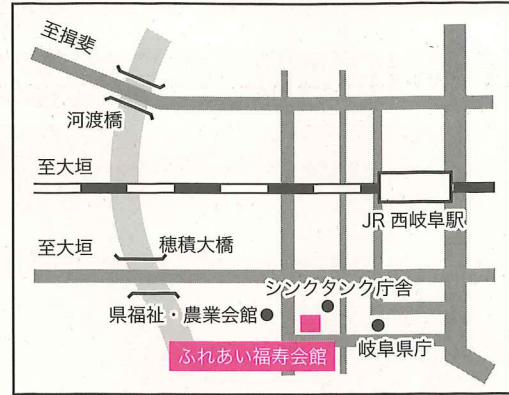 至揖斐
河渡橋
至大垣
JR 西岐阜駅
至大垣
穂積大橋
シンクタンク庁舎
県福祉・農業会館
岐阜県庁
ふれあい福寿会館